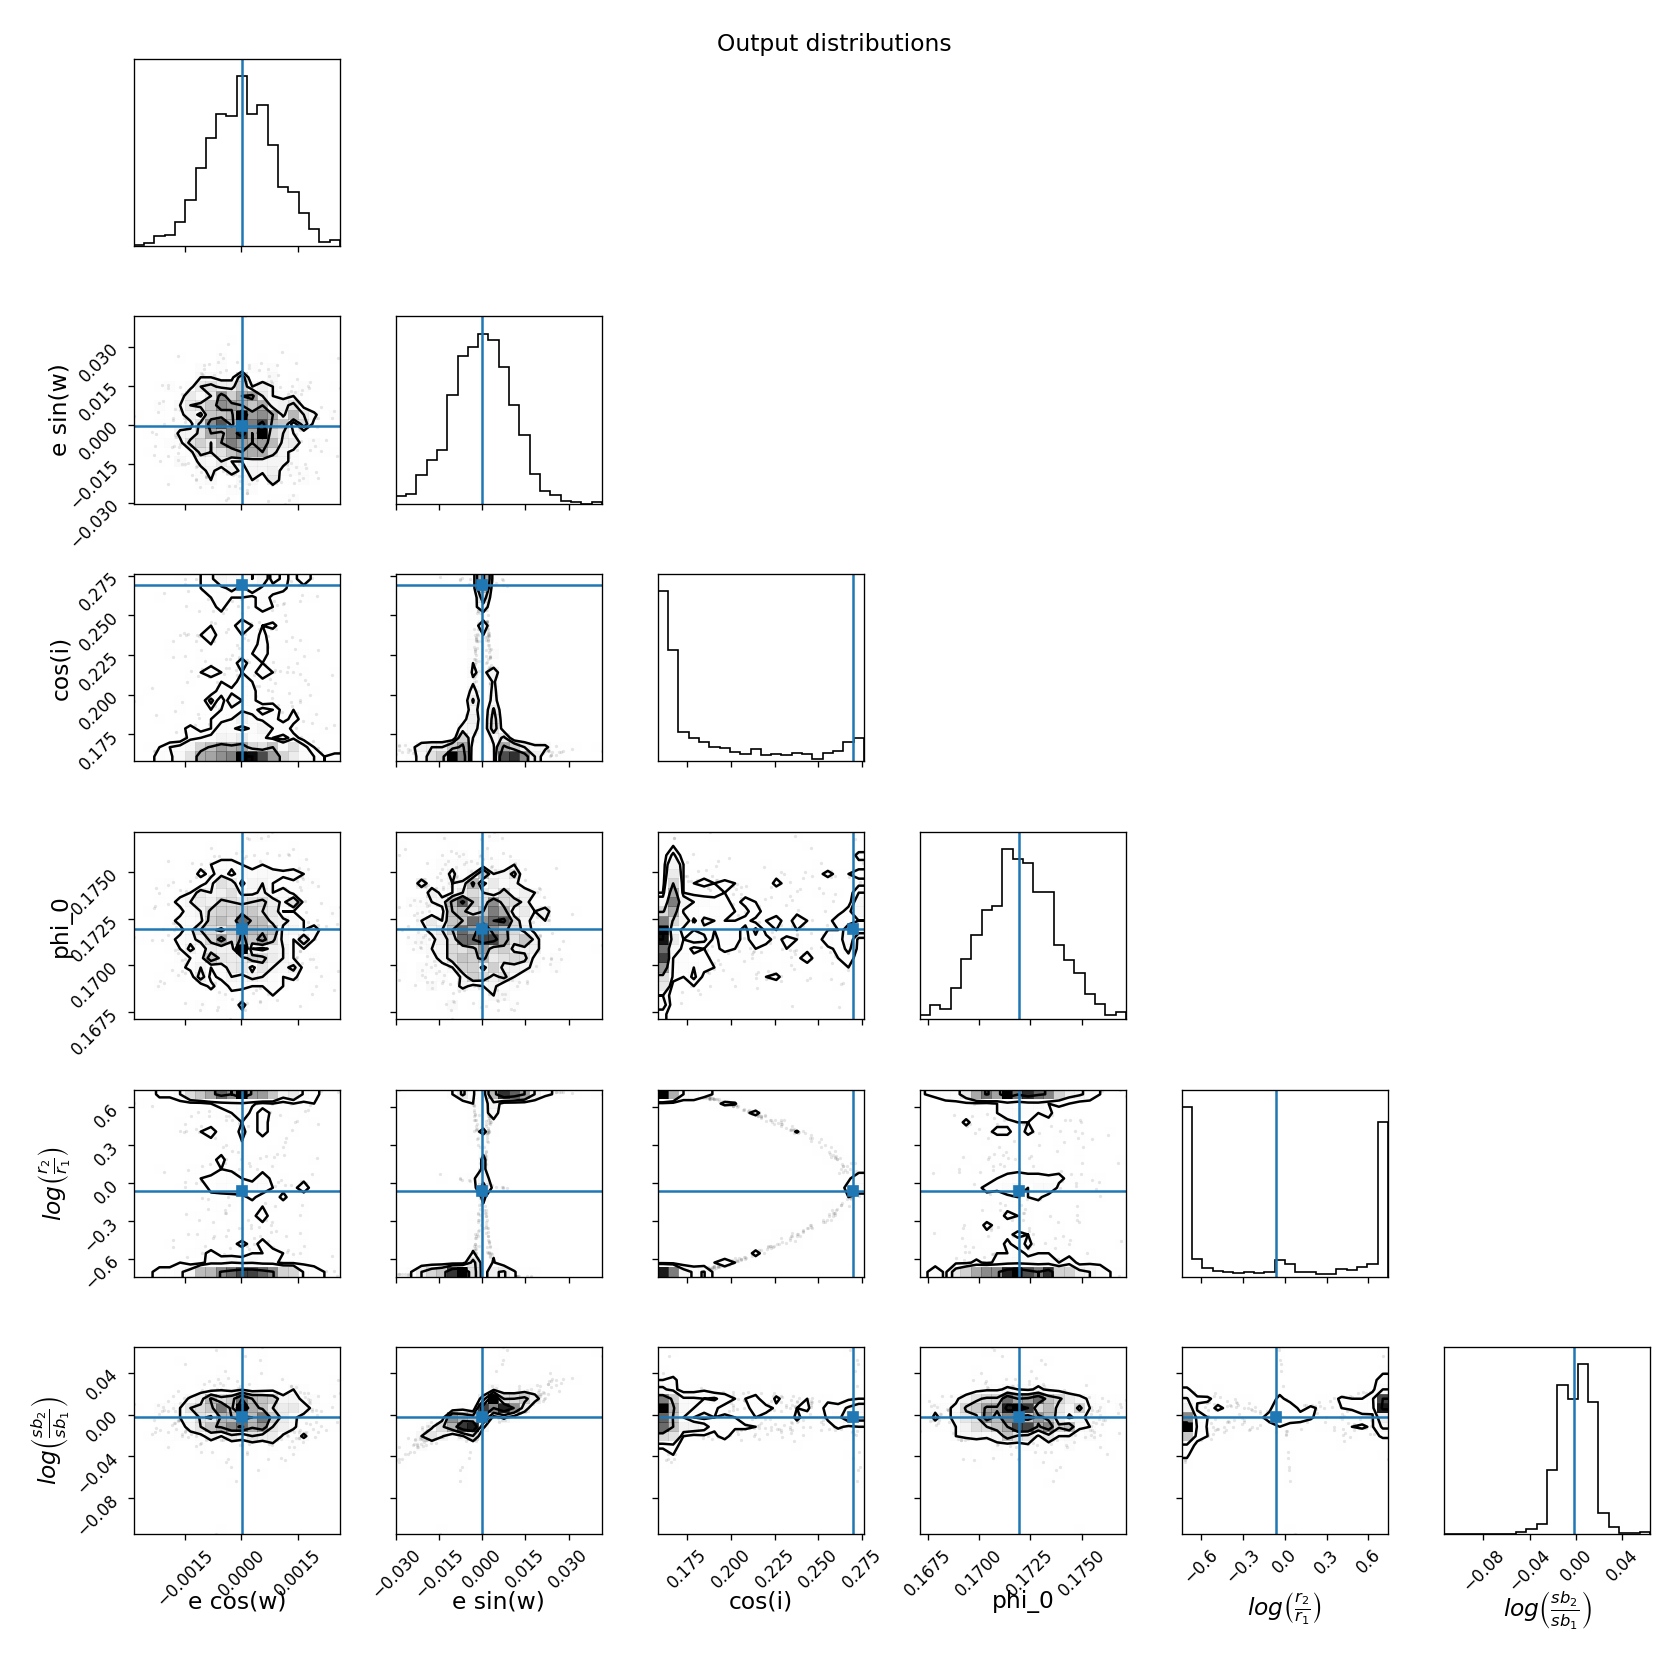 Output distributions
e sin(w)
0.030
0.015
0.000
−0.015
−0.030
cos(i)
0.275
0.250
0.225
0.200
0.175
phi_0
0.1750
0.1725
0.1700
0.1675
log(r₂/r₁)
0.6
0.3
0.0
−0.3
−0.6
log(sb₂/sb₁)
0.04
0.00
−0.04
−0.08
−0.0015 0.0000 0.0015
−0.030 −0.015 0.000 0.015 0.030
0.175 0.200 0.225 0.250 0.275
0.1675 0.1700 0.1725 0.1750
−0.6 −0.3 0.0 0.3 0.6
−0.08 −0.04 0.00 0.04
e cos(w) e sin(w) cos(i) phi_0 log(r₂/r₁) log(sb₂/sb₁)